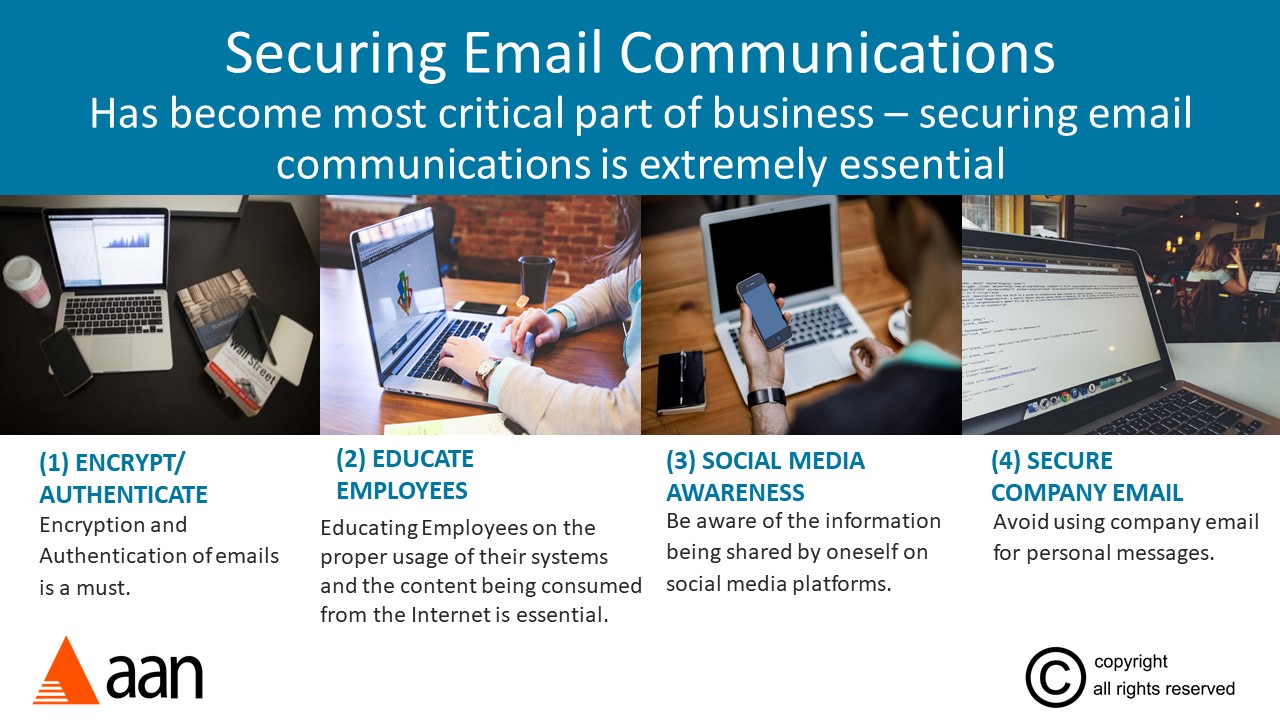 Securing Email Communications
Has become most critical part of business – securing email
communications is extremely essential
Wall Street
(1) ENCRYPT/
AUTHENTICATE
Encryption and
Authentication of emails
is a must.
(2) EDUCATE
EMPLOYEES
Educating Employees on the
proper usage of their systems
and the content being consumed
from the Internet is essential.
(3) SOCIAL MEDIA
AWARENESS
Be aware of the information
being shared by oneself on
social media platforms.
(4) SECURE
COMPANY EMAIL
Avoid using company email
for personal messages.
aan
© copyright
all rights reserved